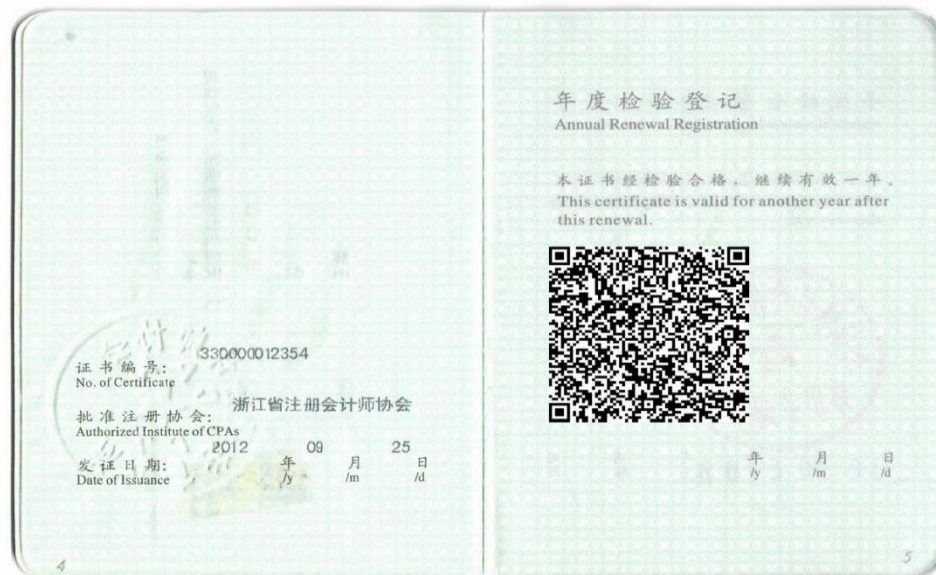 330000012354
证书编号:
No. of Certificate
浙江省注册会计师协会
批准注册协会:
Authorized Institute of CPAs
2012 09 25
发证日期: 年 月 日
Date of Issuance /y /m /d
4
年度检验登记
Annual Renewal Registration
本证书经检验合格，继续有效一年。
This certificate is valid for another year after
this renewal.
年 月 日
/y /m /d
5